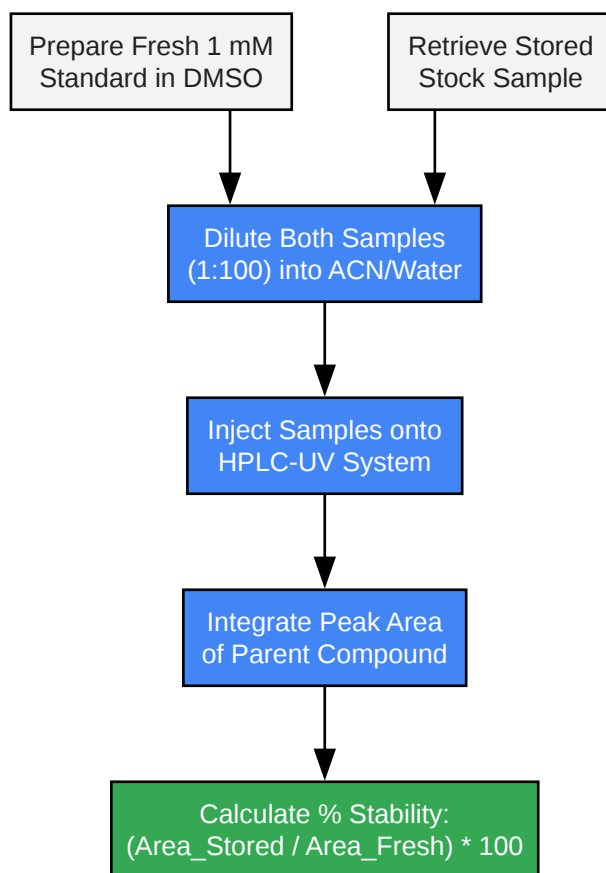 Prepare Fresh 1 mM
Standard in DMSO
Retrieve Stored
Stock Sample
Dilute Both Samples
(1:100) into ACN/Water
Inject Samples onto
HPLC-UV System
Integrate Peak Area
of Parent Compound
Calculate % Stability:
(Area_Stored / Area_Fresh) * 100